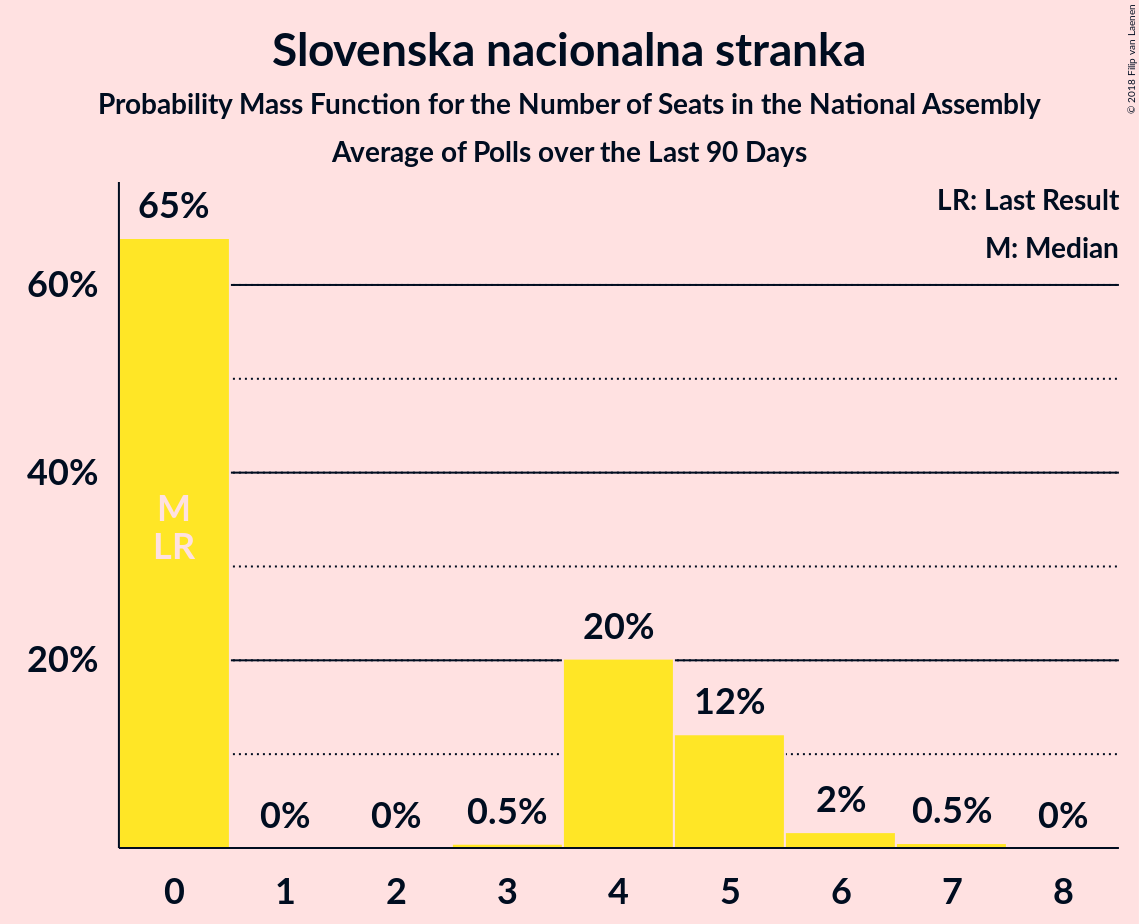 Slovenska nacionalna stranka
Probability Mass Function for the Number of Seats in the National Assembly
Average of Polls over the Last 90 Days
© 2018 Filip van Laenen
LR: Last Result
M: Median
65%
60%
40%
M
LR
20%
20%
12%
0%
0%
0.5%
2%
0.5%
0%
0
1
2
3
4
5
6
7
8